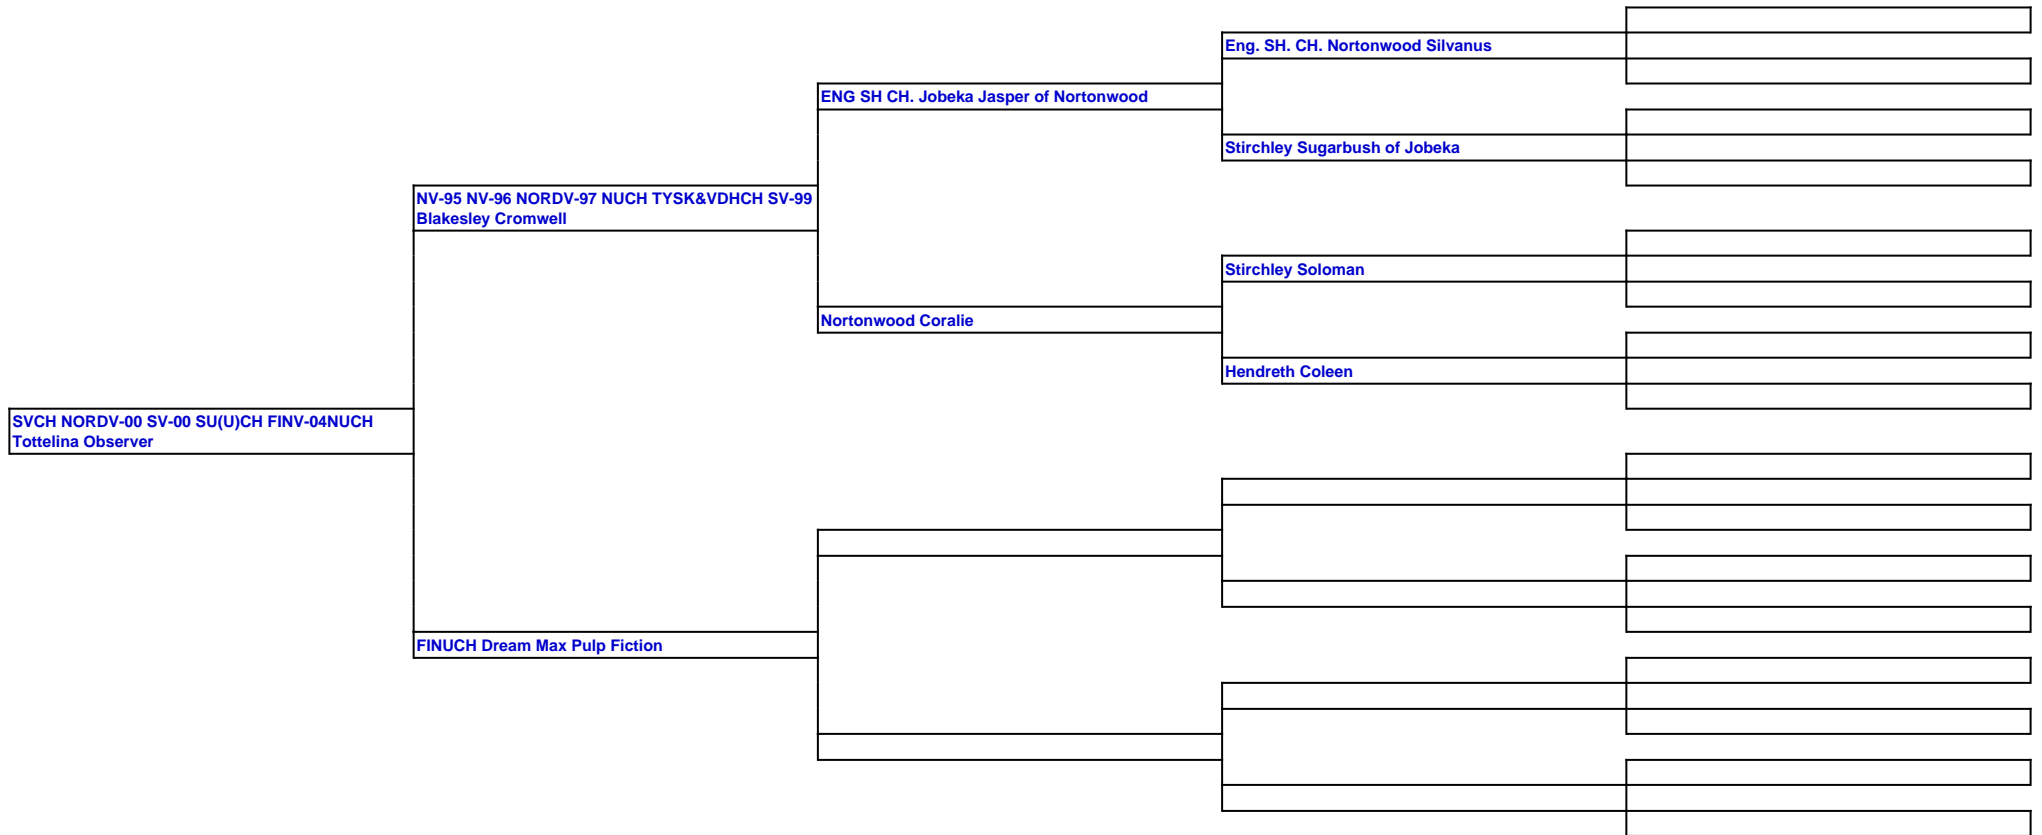 Eng. SH. CH. Nortonwood Silvanus
ENG SH CH. Jobeka Jasper of Nortonwood
Stirchley Sugarbush of Jobeka
NV-95 NV-96 NORDV-97 NUCH TYSK&VDHCH SV-99
Blakesley Cromwell
Stirchley Soloman
Nortonwood Coralie
Hendreth Coleen
SVCH NORDV-00 SV-00 SU(U)CH FINV-04NUCH
Tottelina Observer
FINUCH Dream Max Pulp Fiction